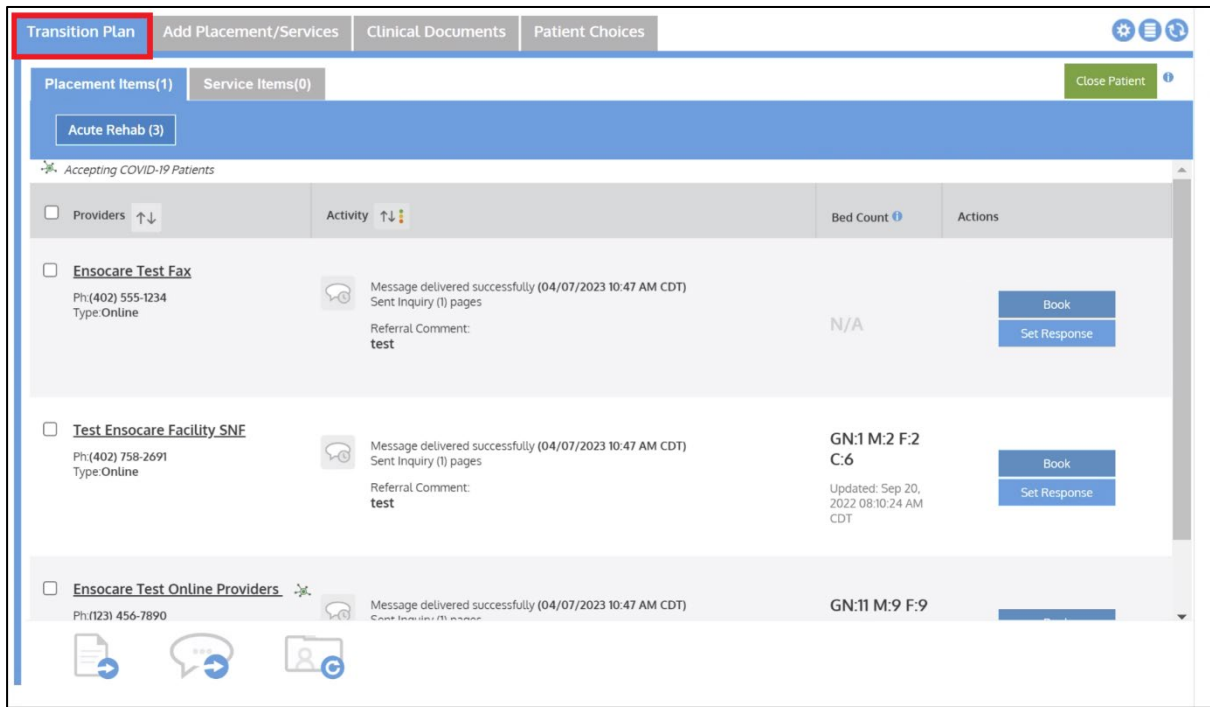 Transition Plan
Add Placement/Services
Clinical Documents
Patient Choices
Placement Items(1)
Service Items(0)
Close Patient
Acute Rehab (3)
Accepting COVID-19 Patients
Providers
Activity
Bed Count
Actions
Ensocare Test Fax
Ph:(402) 555-1234
Type:Online
Message delivered successfully (04/07/2023 10:47 AM CDT)
Sent Inquiry (1) pages
Referral Comment:
test
N/A
Book
Set Response
Test Ensocare Facility SNF
Ph:(402) 758-2691
Type:Online
Message delivered successfully (04/07/2023 10:47 AM CDT)
Sent Inquiry (1) pages
Referral Comment:
test
GN:1 M:2 F:2
C:6
Updated: Sep 20,
2022 08:10:24 AM
CDT
Book
Set Response
Ensocare Test Online Providers
Ph:(123) 456-7890
Message delivered successfully (04/07/2023 10:47 AM CDT)
Sent Inquiry (1) pages
GN:11 M:9 F:9